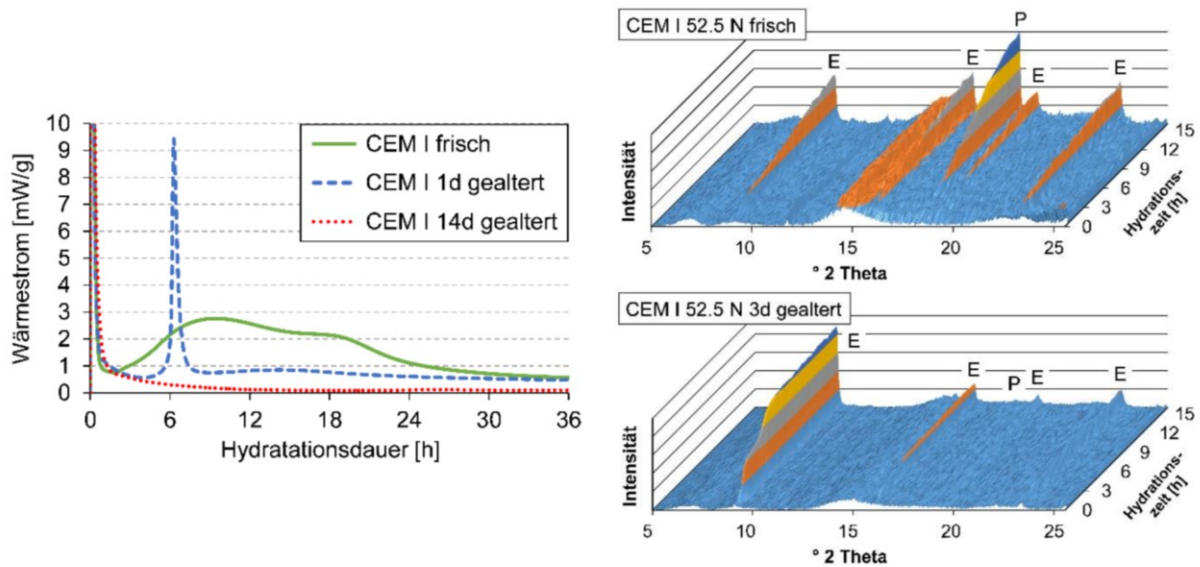 Wärmestrom [mW/g]
10
9
8
7
6
5
4
3
2
1
0
0 6 12 18 24 30 36
Hydratationsdauer [h]
CEM I frisch
CEM I 1d gealtert
CEM I 14d gealtert
CEM I 52.5 N frisch
P
E
E
E
E
Intensität
5 10 15 20 25
° 2 Theta
0 3 6 9 12 15
Hydrations-
zeit [h]
CEM I 52.5 N 3d gealtert
E
E
P
E
E
Intensität
5 10 15 20 25
° 2 Theta
0 3 6 9 12 15
Hydrations-
zeit [h]